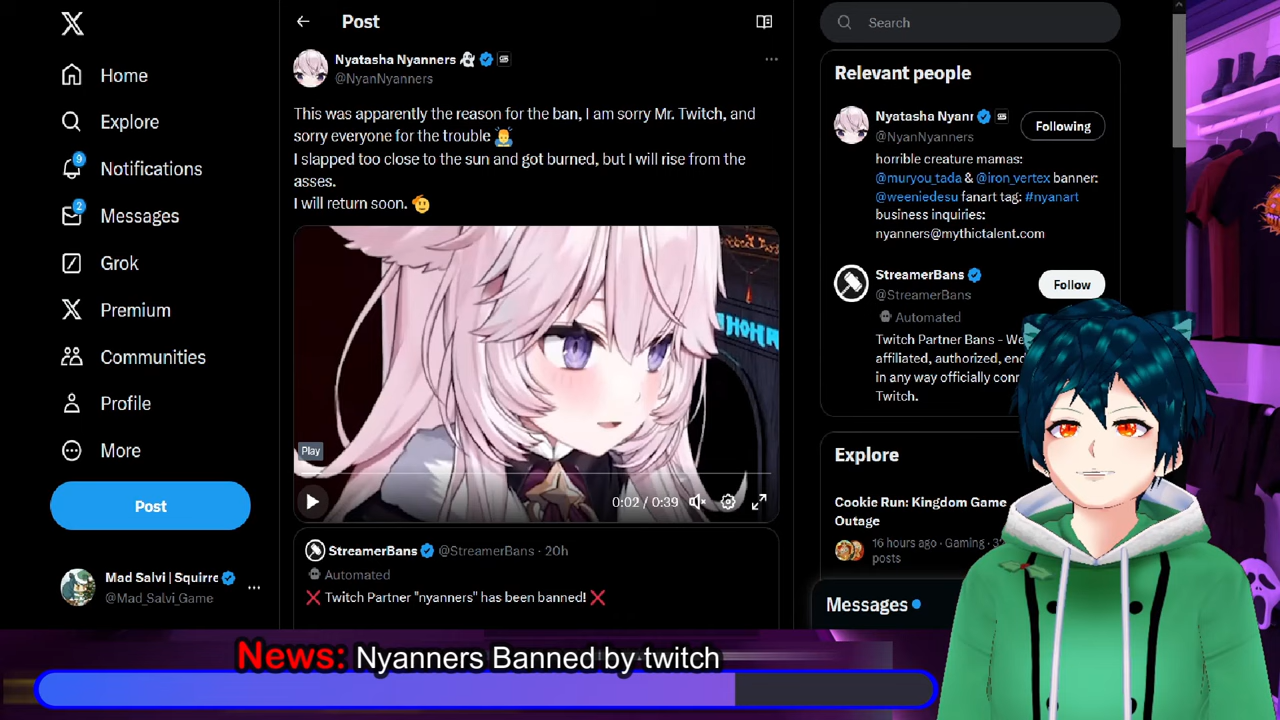 Home
Explore
9
Notifications
2
Messages
Grok
Premium
Communities
Profile
More
Post
Mad Salvi | Squirre
@Mad_Salvi_Game
Post
Nyatasha Nyanners
@NyanNyanners
This was apparently the reason for the ban, I am sorry Mr. Twitch, and
sorry everyone for the trouble
I slapped too close to the sun and got burned, but I will rise from the
asses.
I will return soon.
Play
0:02 / 0:39
StreamerBans @StreamerBans · 20h
Automated
Twitch Partner "nyanners" has been banned!
Search
Relevant people
Nyatasha Nyanr
@NyanNyanners
Following
horrible creature mamas:
@muryou_tada & @iron_vertex banner:
@weeniedesu fanart tag: #nyanart
business inquiries:
nyanners@mythictalent.com
StreamerBans
@StreamerBans
Follow
Automated
Twitch Partner Bans - We
affiliated, authorized, end
in any way officially conn
Twitch.
Explore
Cookie Run: Kingdom Game
Outage
16 hours ago · Gaming · 3
posts
Messages
News: Nyanners Banned by twitch